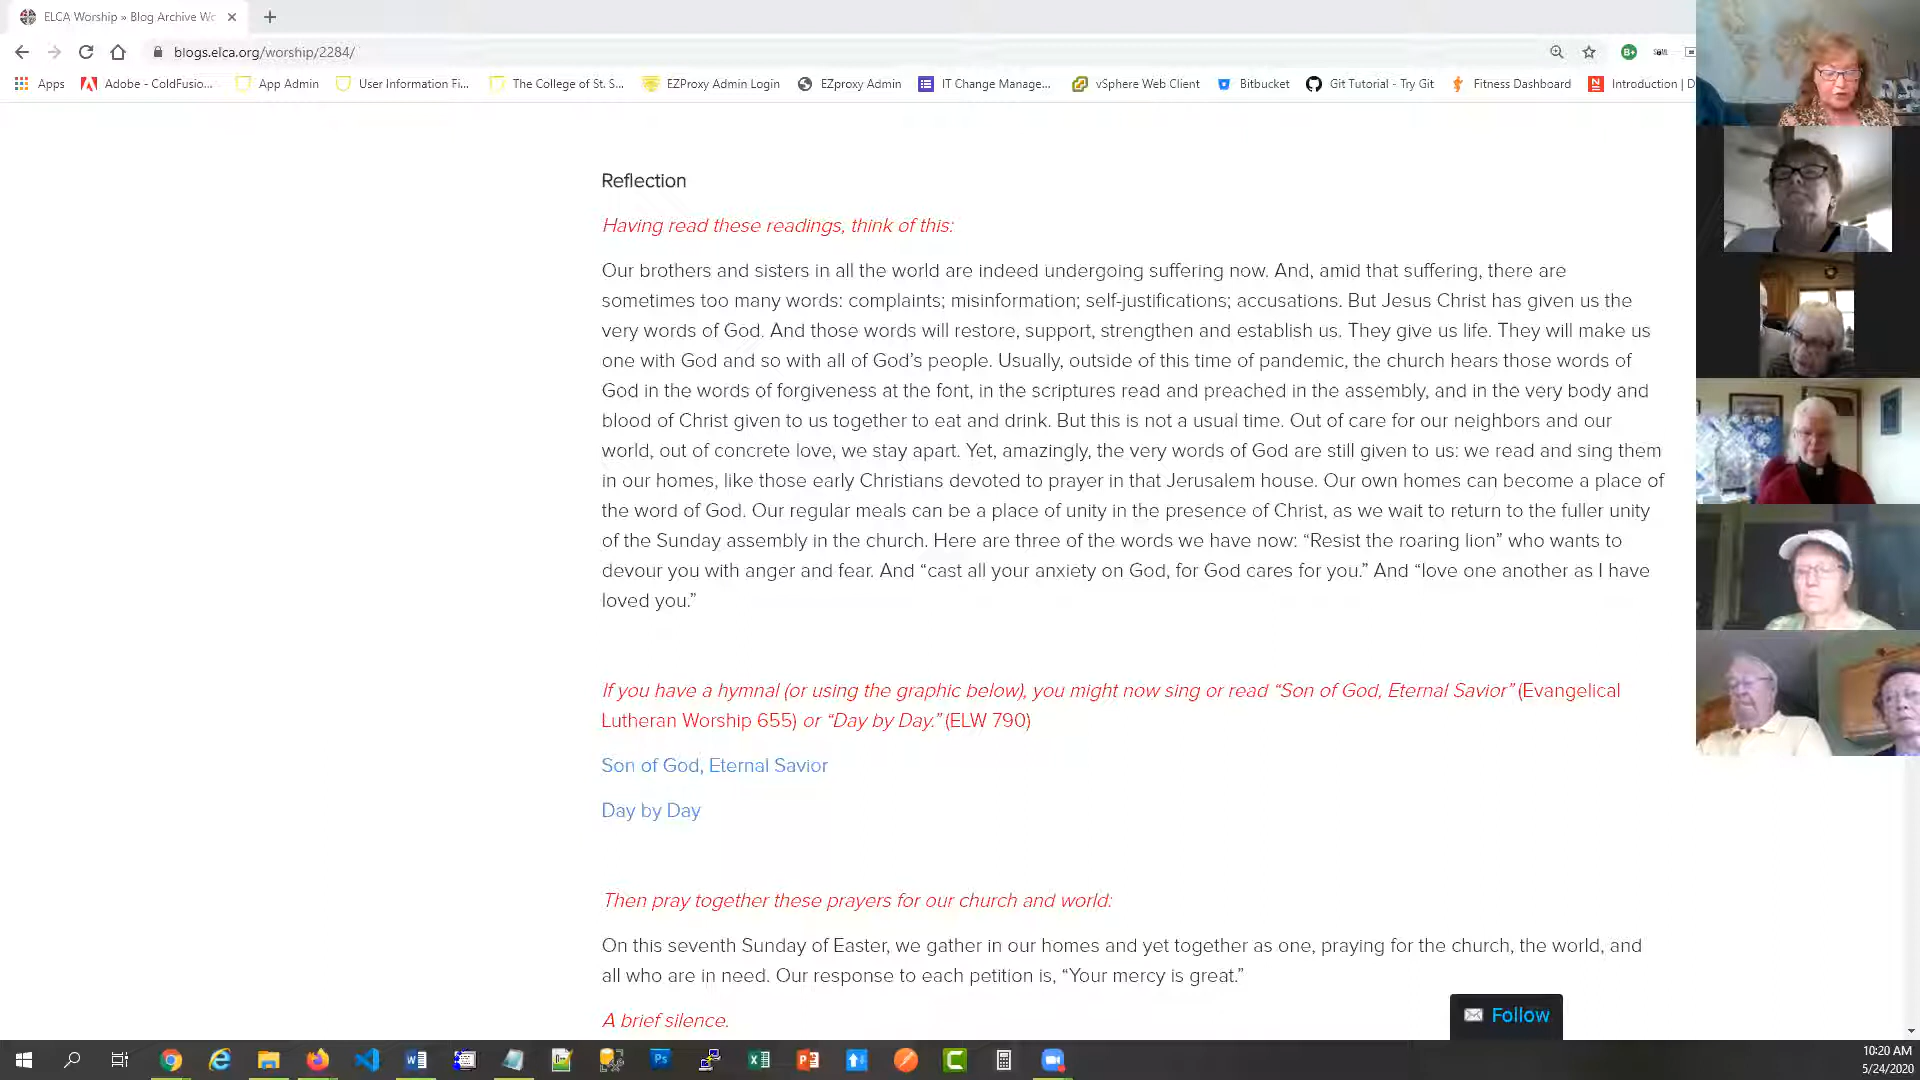 ELCA Worship » Blog Archive Wo
blogs.elca.org/worship/2284/
Apps Adobe - ColdFusio... App Admin User Information Fi... The College of St. S... EZProxy Admin Login EZproxy Admin IT Change Manage... vSphere Web Client Bitbucket Git Tutorial - Try Git Fitness Dashboard Introduction | D
Reflection
Having read these readings, think of this:
Our brothers and sisters in all the world are indeed undergoing suffering now. And, amid that suffering, there are
sometimes too many words: complaints; misinformation; self-justifications; accusations. But Jesus Christ has given us the
very words of God. And those words will restore, support, strengthen and establish us. They give us life. They will make us
one with God and so with all of God’s people. Usually, outside of this time of pandemic, the church hears those words of
God in the words of forgiveness at the font, in the scriptures read and preached in the assembly, and in the very body and
blood of Christ given to us together to eat and drink. But this is not a usual time. Out of care for our neighbors and our
world, out of concrete love, we stay apart. Yet, amazingly, the very words of God are still given to us: we read and sing them
in our homes, like those early Christians devoted to prayer in that Jerusalem house. Our own homes can become a place of
the word of God. Our regular meals can be a place of unity in the presence of Christ, as we wait to return to the fuller unity
of the Sunday assembly in the church. Here are three of the words we have now: “Resist the roaring lion” who wants to
devour you with anger and fear. And “cast all your anxiety on God, for God cares for you.” And “love one another as I have
loved you.”
If you have a hymnal (or using the graphic below), you might now sing or read “Son of God, Eternal Savior” (Evangelical
Lutheran Worship 655) or “Day by Day.” (ELW 790)
Son of God, Eternal Savior
Day by Day
Then pray together these prayers for our church and world:
On this seventh Sunday of Easter, we gather in our homes and yet together as one, praying for the church, the world, and
all who are in need. Our response to each petition is, “Your mercy is great.”
A brief silence.
Follow
10:20 AM
5/24/2020